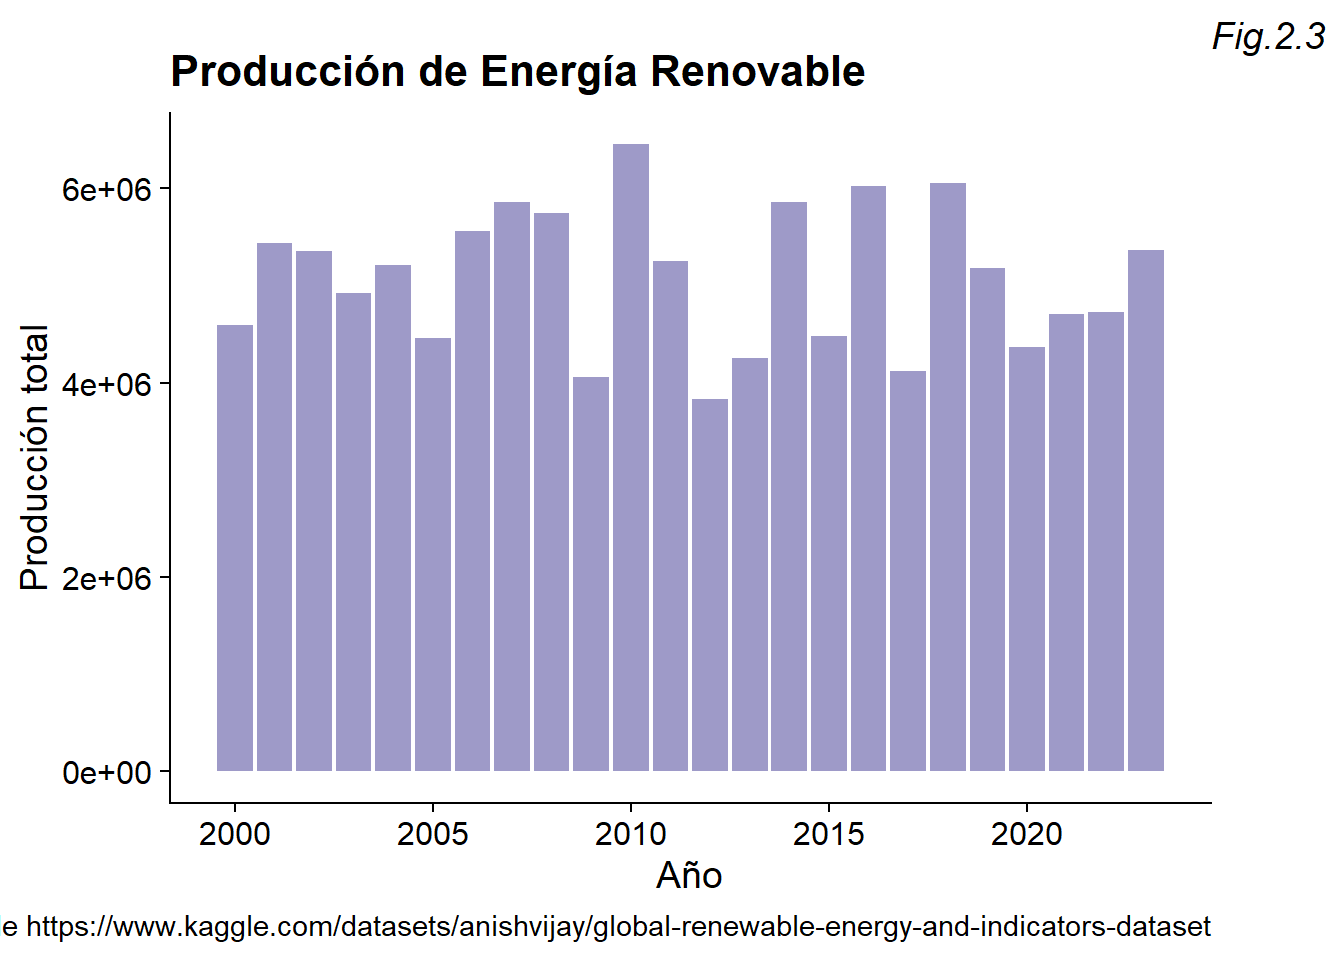 Fig.2.3
Producción de Energía Renovable
Producción total
6e+06
4e+06
2e+06
0e+00
2000 2005 2010 2015 2020
Año
https://www.kaggle.com/datasets/anishvijay/global-renewable-energy-and-indicators-dataset